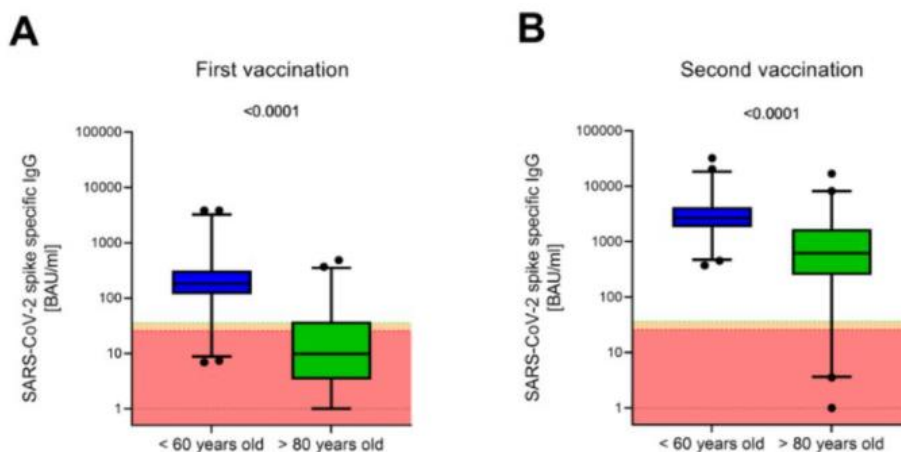 A
First vaccination
<0.0001
SARS-CoV-2 spike specific IgG
[BAU/ml]
100000
10000
1000
100
10
1
< 60 years old
> 80 years old
B
Second vaccination
<0.0001
SARS-CoV-2 spike specific IgG
[BAU/ml]
100000
10000
1000
100
10
1
< 60 years old
> 80 years old